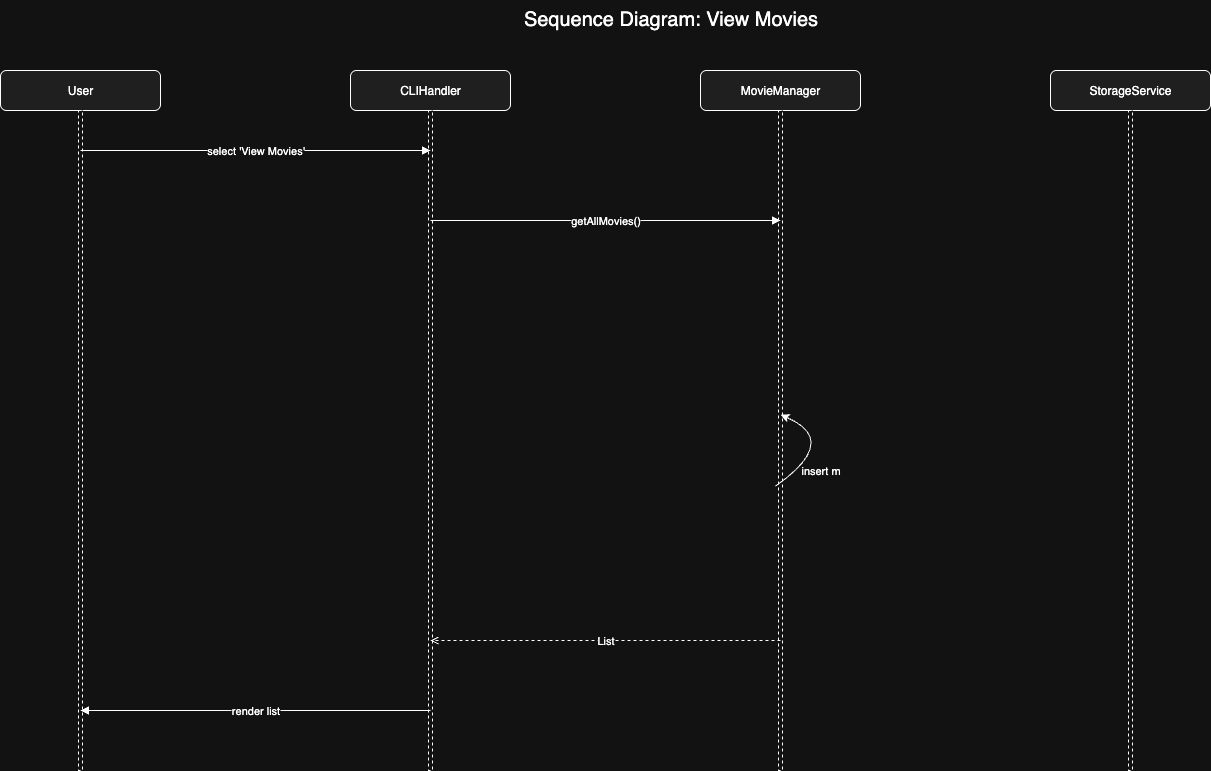 Sequence Diagram: View Movies
User
CLIHandler
MovieManager
StorageService
select 'View Movies'
getAllMovies()
insert m
List
render list